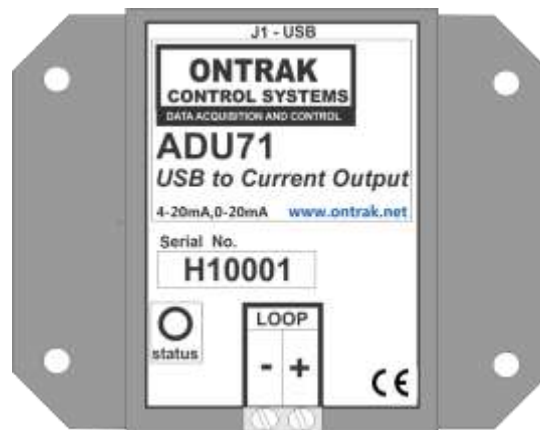 J1 - USB
ONTRAK
CONTROL SYSTEMS
DATA ACQUISITION AND CONTROL
ADU71
USB to Current Output
4-20mA,0-20mA www.ontrak.net
Serial No.
H10001
LOOP
status
- +
CE